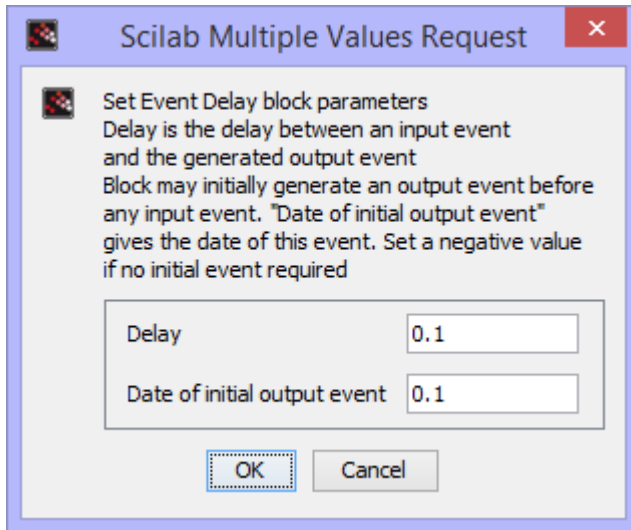 Scilab Multiple Values Request
Set Event Delay block parameters
Delay is the delay between an input event
and the generated output event
Block may initially generate an output event before
any input event. "Date of initial output event"
gives the date of this event. Set a negative value
if no initial event required
Delay 0.1
Date of initial output event 0.1
OK Cancel